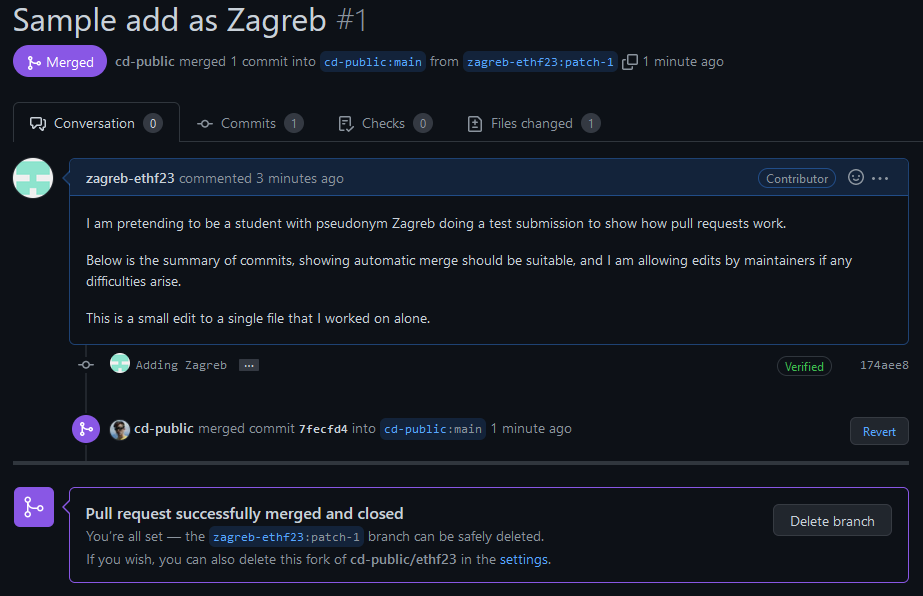 Sample add as Zagreb #1
Merged cd-public merged 1 commit into cd-public:main from zagreb-ethf23:patch-1 1 minute ago
Conversation 0 Commits 1 Checks 0 Files changed 1
zagreb-ethf23 commented 3 minutes ago Contributor
I am pretending to be a student with pseudonym Zagreb doing a test submission to show how pull requests work.
Below is the summary of commits, showing automatic merge should be suitable, and I am allowing edits by maintainers if any
difficulties arise.
This is a small edit to a single file that I worked on alone.
Adding Zagreb ... Verified 174aee8
cd-public merged commit 7fecfd4 into cd-public:main 1 minute ago Revert
Pull request successfully merged and closed
You're all set — the zagreb-ethf23:patch-1 branch can be safely deleted.
Delete branch
If you wish, you can also delete this fork of cd-public/ethf23 in the settings.